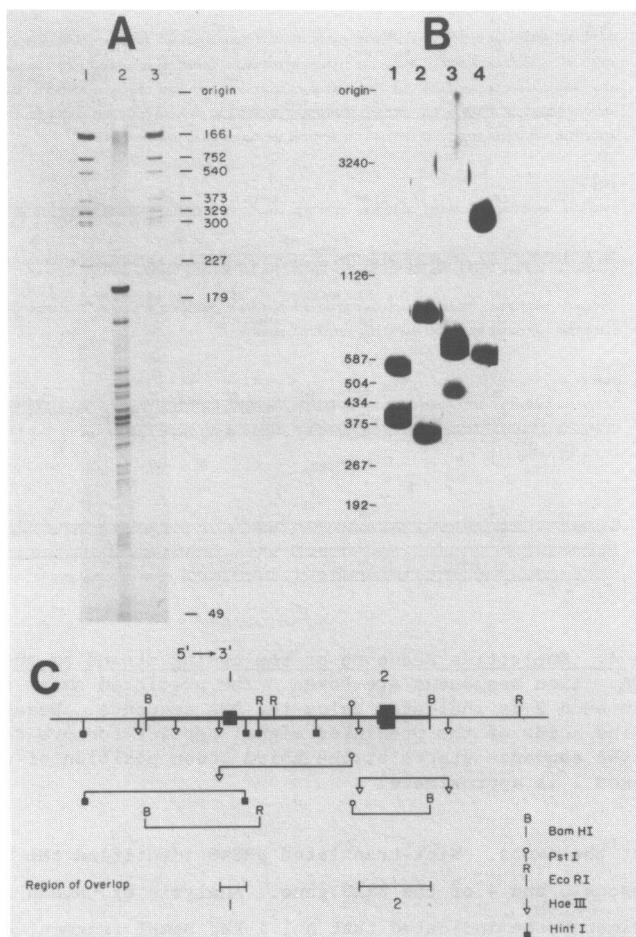 A
B
1 2 3
1 2 3 4
origin
1661
752
540
373
329
300
227
179
49
origin-
3240-
1126-
587-
504-
434-
375-
267-
192-
5' → 3'
C
1 2
B R R P B R
B R
B
Region of Overlap
1 2
B
Bam HI
Pst I
R
Eco RI
Hae III
Hinf I